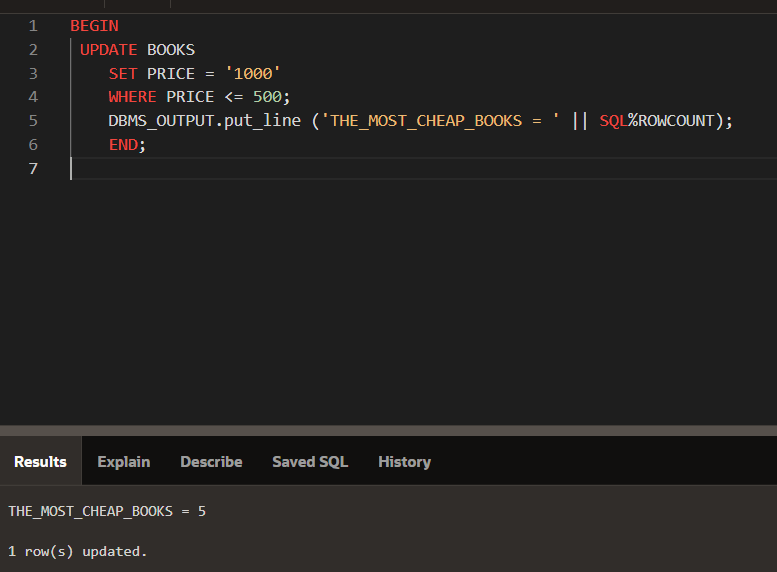 1 BEGIN
2 UPDATE BOOKS
3 SET PRICE = '1000'
4 WHERE PRICE <= 500;
5 DBMS_OUTPUT.put_line ('THE_MOST_CHEAP_BOOKS = ' || SQL%ROWCOUNT);
6 END;
7
Results Explain Describe Saved SQL History
THE_MOST_CHEAP_BOOKS = 5
1 row(s) updated.